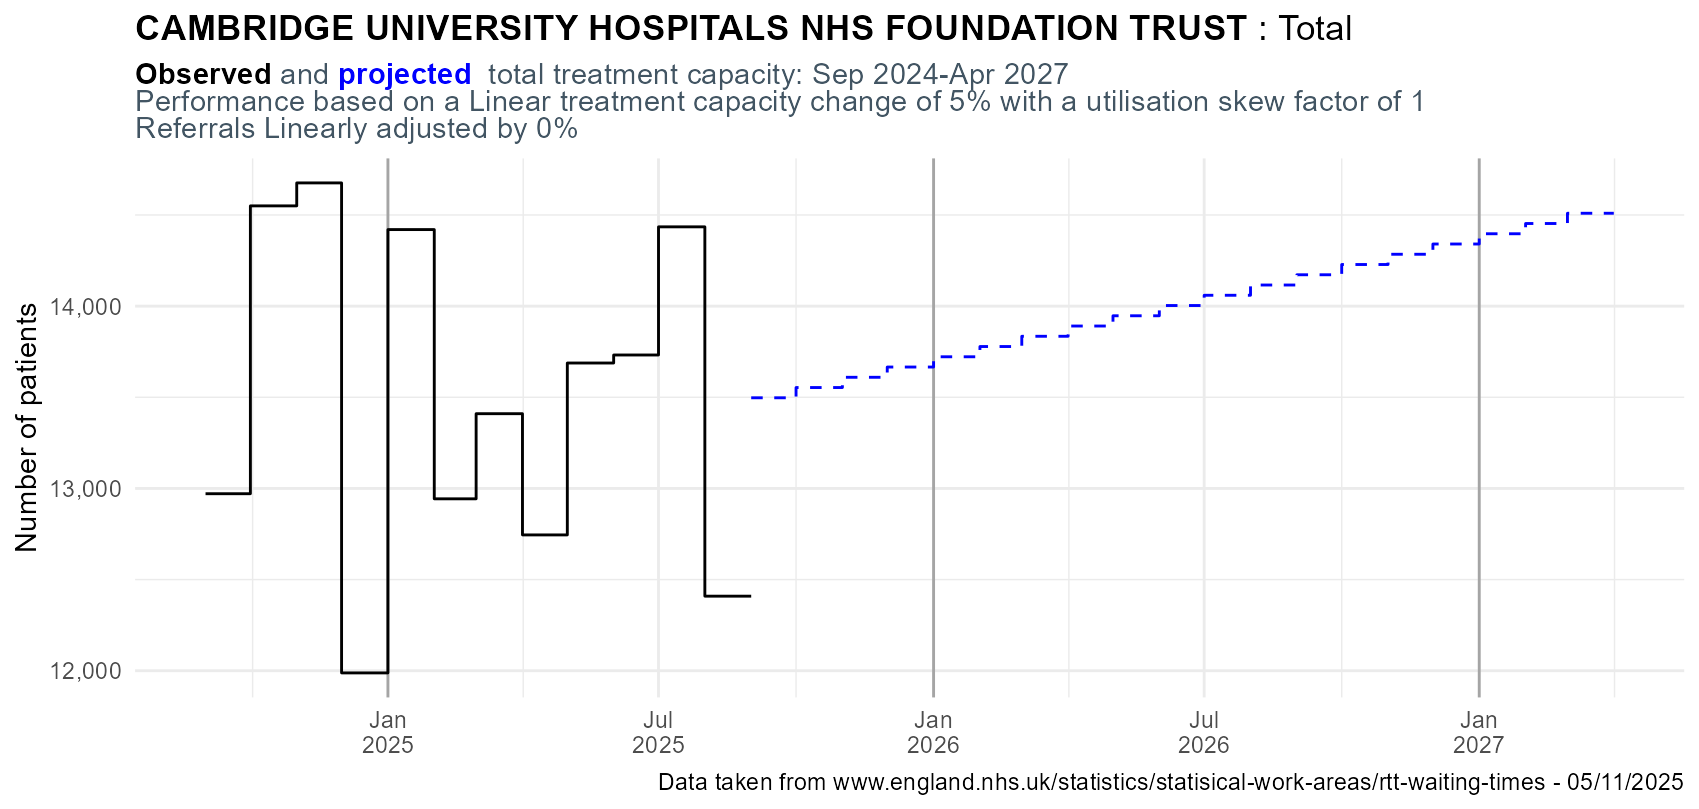 CAMBRIDGE UNIVERSITY HOSPITALS NHS FOUNDATION TRUST : Total
Observed and projected total treatment capacity: Sep 2024-Apr 2027
Performance based on a Linear treatment capacity change of 5% with a utilisation skew factor of 1
Referrals Linearly adjusted by 0%
Number of patients
14,000
13,000
12,000
Jan
2025
Jul
2025
Jan
2026
Jul
2026
Jan
2027
Data taken from www.england.nhs.uk/statistics/statisical-work-areas/rtt-waiting-times - 05/11/2025